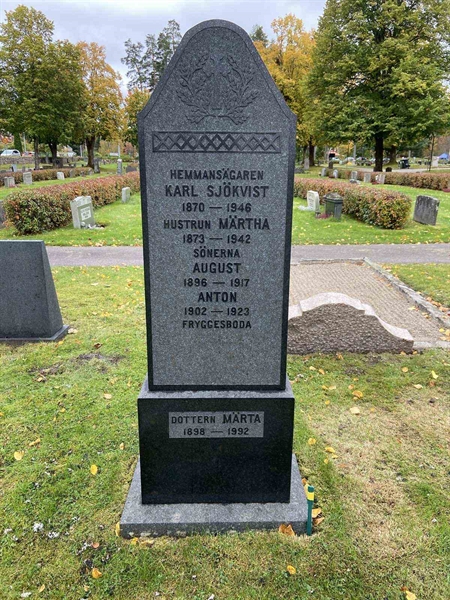 HEMMANSÄGAREN
KARL SJÖKVIST
1870 — 1946
HUSTRUN MÄRTHA
1873 — 1942
SÖNERNA
AUGUST
1896 — 1917
ANTON
1902 — 1923
FRYGGESBODA
DOTTERN MÄRTA
1898 — 1992